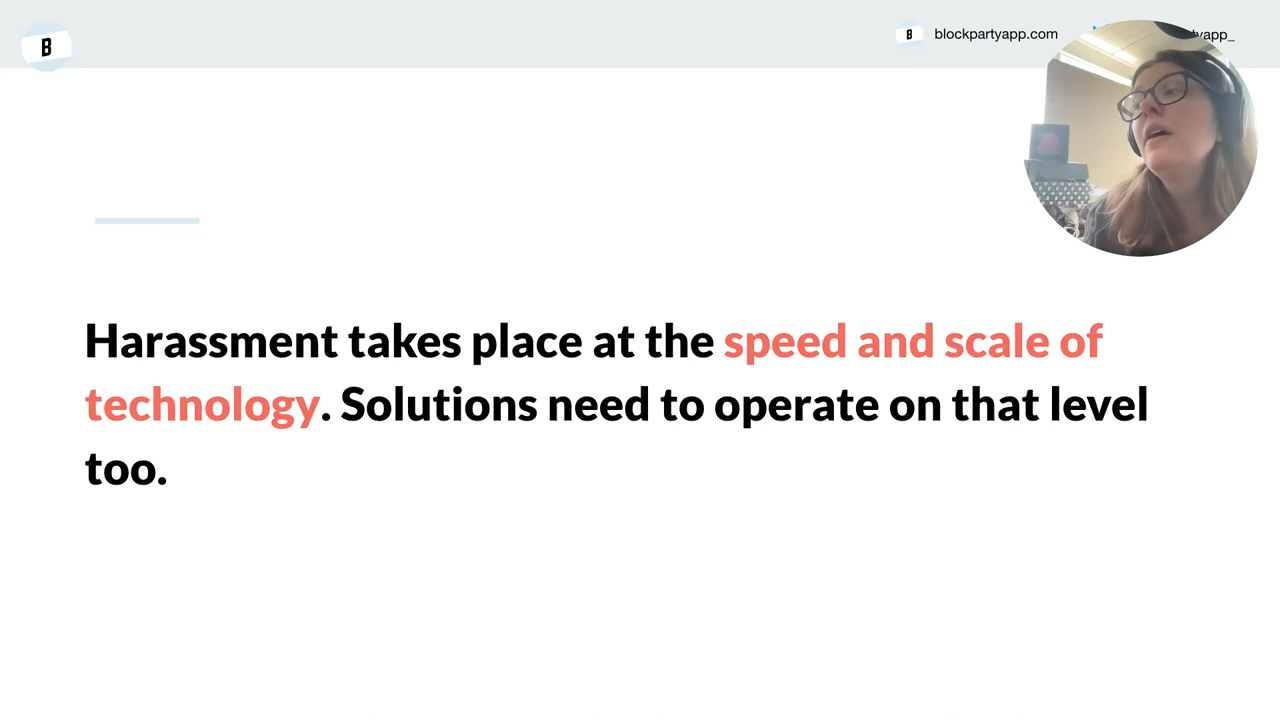 B
B blockpartyapp.com
tyapp_
Harassment takes place at the speed and scale of
technology. Solutions need to operate on that level
too.